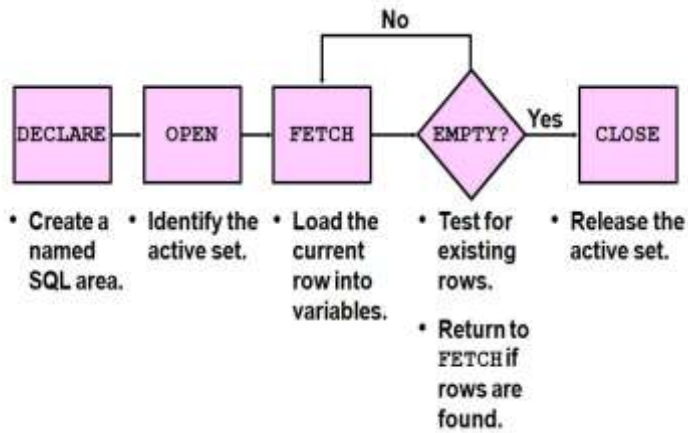 No
DECLARE
OPEN
FETCH
EMPTY?
Yes
CLOSE
• Create a
named
SQL area.
• Identify the
active set.
• Load the
current
row into
variables.
• Test for
existing
rows.
• Return to
FETCH if
rows are
found.
• Release the
active set.